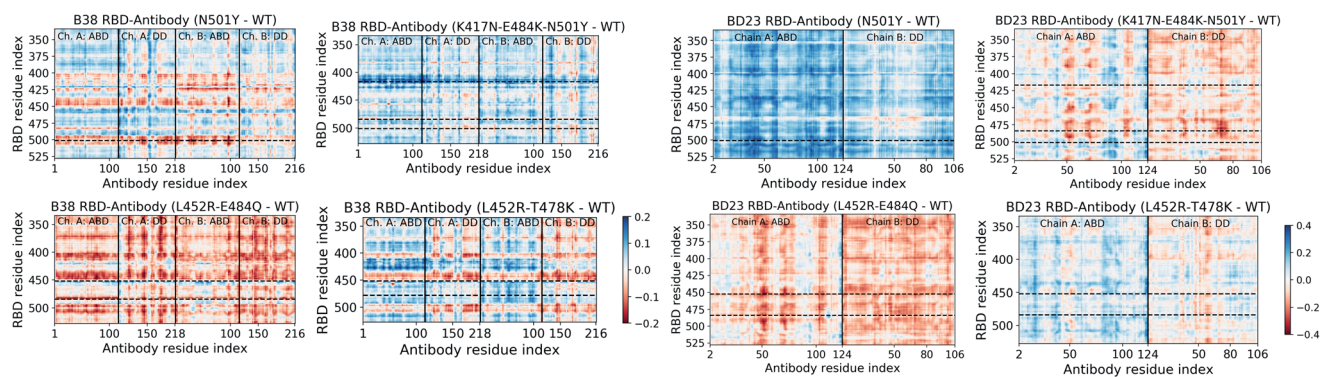 B38 RBD-Antibody (N501Y - WT)
Ch. A: ABD Ch. A: DD Ch. B: ABD Ch. B: DD
RBD residue index
350
375
400
425
450
475
500
525
1 100 150 218 100 150 216
Antibody residue index
B38 RBD-Antibody (K417N-E484K-N501Y - WT)
Ch. A: ABD Ch. A: DD Ch. B: ABD Ch. B: DD
RBD residue index
350
400
450
500
1 100 150 218 100 150 216
Antibody residue index
BD23 RBD-Antibody (N501Y - WT)
Chain A: ABD Chain B: DD
RBD residue index
350
375
400
425
450
475
500
525
2 50 100 124 50 80 106
Antibody residue index
BD23 RBD-Antibody (K417N-E484K-N501Y - WT)
Chain A: ABD Chain B: DD
RBD residue index
350
375
400
425
450
475
500
525
2 50 100 124 50 80 106
Antibody residue index
B38 RBD-Antibody (L452R-E484Q - WT)
Ch. A: ABD Ch. A: DD Ch. B: ABD Ch. B: DD
RBD residue index
350
400
450
500
1 100 150 218 100 150 216
Antibody residue index
B38 RBD-Antibody (L452R-T478K - WT)
Ch. A: ABD Ch. A: DD Ch. B: ABD Ch. B: DD
RBD residue index
350
400
450
500
1 100 150 218 100 150 216
Antibody residue index
0.2
0.1
0.0
−0.1
−0.2
BD23 RBD-Antibody (L452R-E484Q - WT)
Chain A: ABD Chain B: DD
RBD residue index
350
375
400
425
450
475
500
525
2 50 100 124 50 80 106
Antibody residue index
BD23 RBD-Antibody (L452R-T478K - WT)
Chain A: ABD Chain B: DD
RBD residue index
350
400
450
500
2 50 100 124 50 80 106
Antibody residue index
0.4
0.2
0.0
−0.2
−0.4